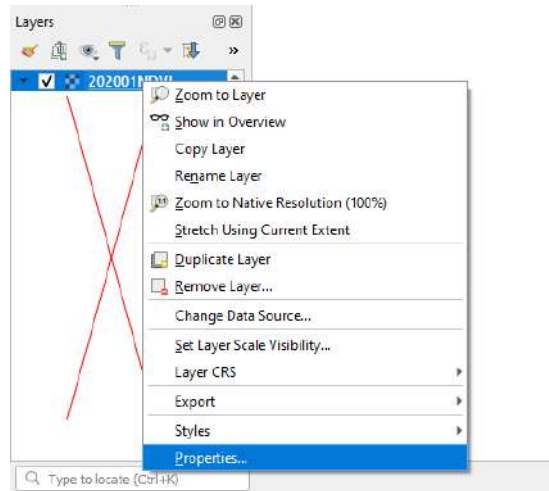 Layers
»
202001NDVI
Zoom to Layer
Show in Overview
Copy Layer
Rename Layer
Zoom to Native Resolution (100%)
Stretch Using Current Extent
Duplicate Layer
Remove Layer...
Change Data Source...
Set Layer Scale Visibility...
Layer CRS
Export
Styles
Properties...
Type to locate (Ctrl+K)